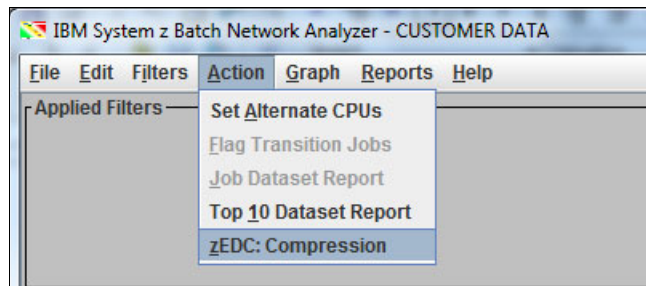 IBM System z Batch Network Analyzer - CUSTOMER DATA
File Edit Filters Action Graph Reports Help
Applied Filters
Set Alternate CPUs
Flag Transition Jobs
Job Dataset Report
Top 10 Dataset Report
zEDC: Compression